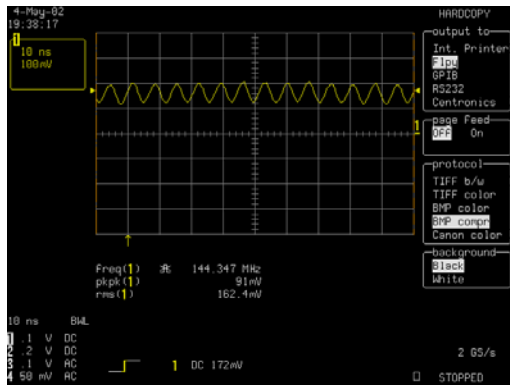 4-May-02
19:38:17
HARDCOPY
output to
Int. Printer
Flpy
GPIB
RS232
Centronics
page Feed
OFF On
protocol
TIFF b/w
TIFF color
BMP color
BMP compr
Canon color
background
Black
White
1
10 ns
100mV
1
freq(1) 144.347 MHz
pkpk(1) 91mV
rms(1) 162.4mV
10 ns BWL
1 .1 V DC
2 .2 V DC
3 .1 V AC
4 50 mV AC
1 DC 172mV
2 GS/s
STOPPED